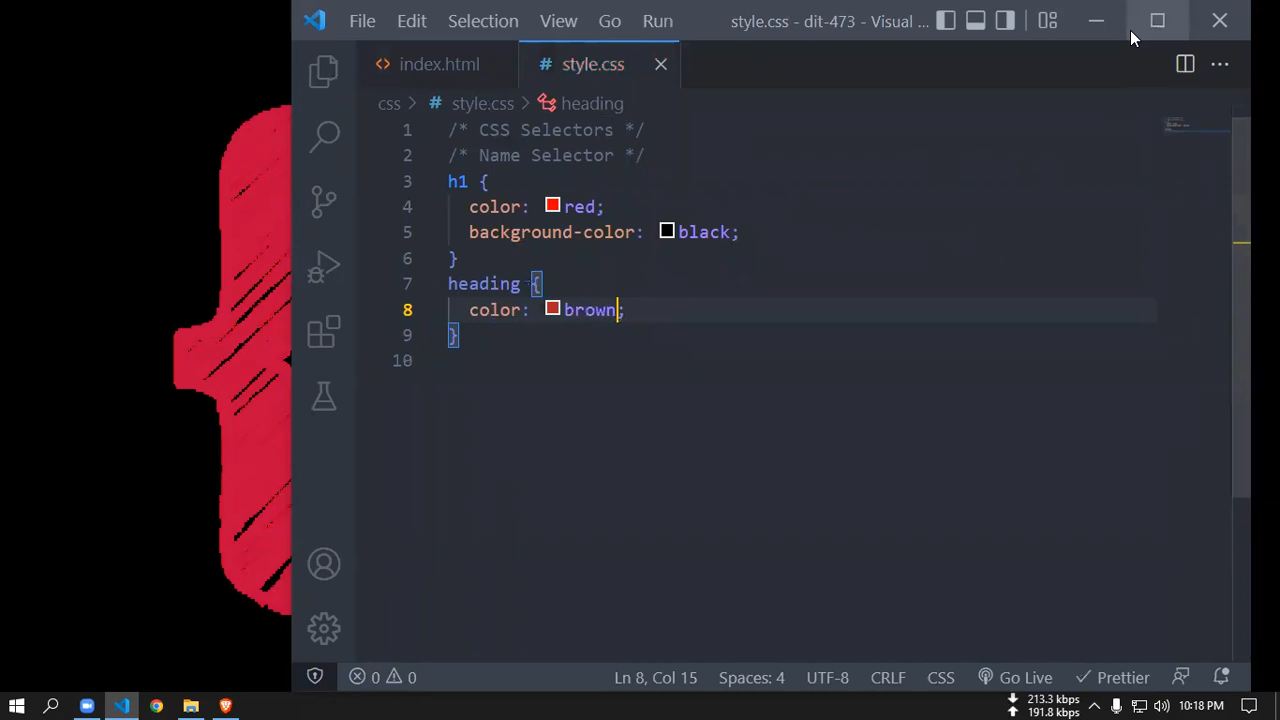 File Edit Selection View Go Run style.css - dit-473 - Visual ...
<> index.html # style.css
css > # style.css > heading
1 /* CSS Selectors */
2 /* Name Selector */
3 h1 {
4 color: red;
5 background-color: black;
6 }
7 heading {
8 color: brown;
9 }
10
0 0 Ln 8, Col 15 Spaces: 4 UTF-8 CRLF CSS Go Live Prettier
213.3 kbps
191.8 kbps
10:18 PM